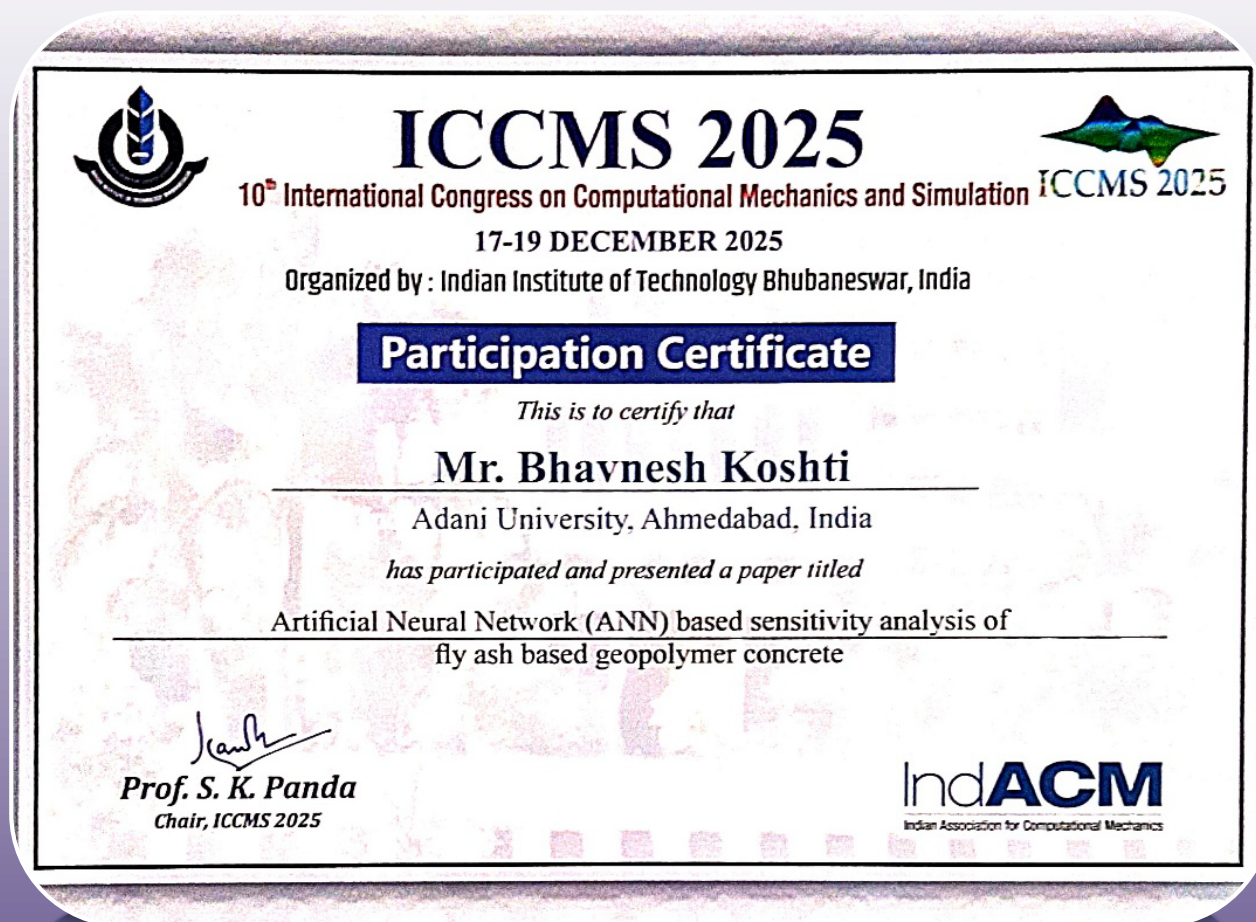 ICCMS 2025
10th International Congress on Computational Mechanics and Simulation
ICCMS 2025
17-19 DECEMBER 2025
Organized by : Indian Institute of Technology Bhubaneswar, India
Participation Certificate
This is to certify that
Mr. Bhavnesh Koshti
Adani University, Ahmedabad, India
has participated and presented a paper titled
Artificial Neural Network (ANN) based sensitivity analysis of
fly ash based geopolymer concrete
Prof. S. K. Panda
Chair, ICCMS 2025
IndACM
Indian Association for Computational Mechanics